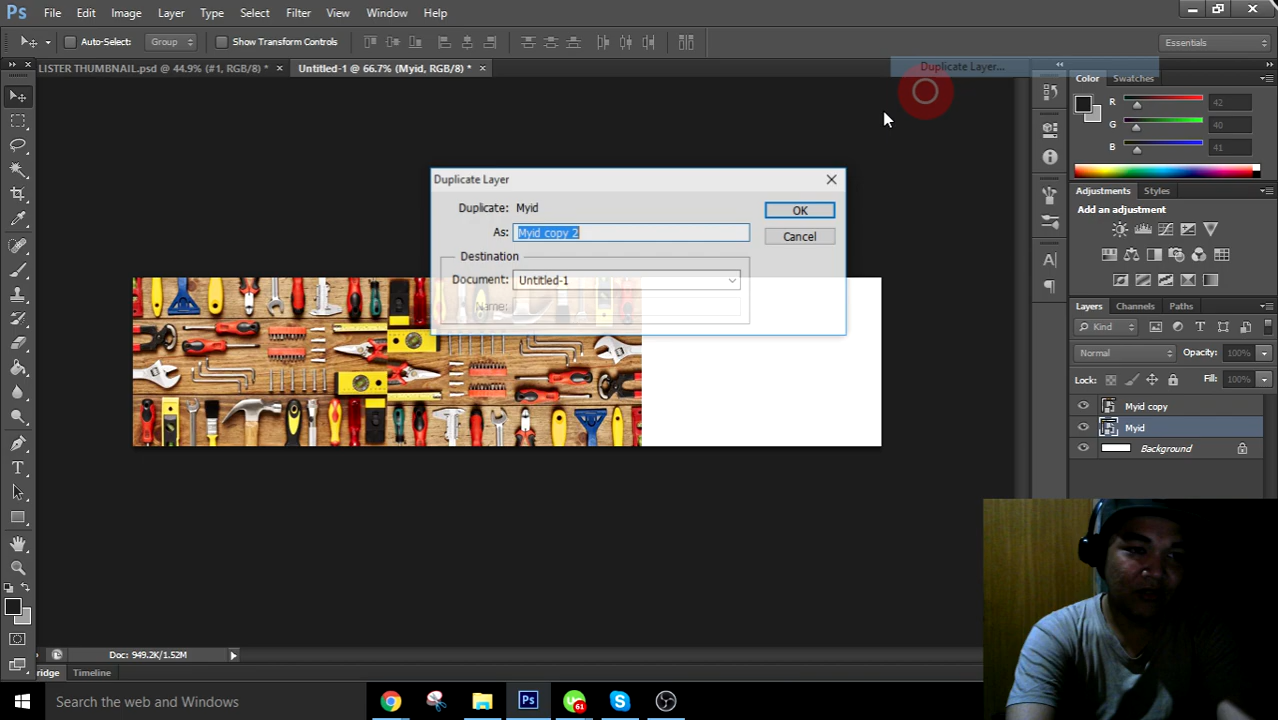 Ps File Edit Image Layer Type Select Filter View Window Help
Auto-Select: Group Show Transform Controls Essentials
LISTER THUMBNAIL.psd @ 44.9% (#1, RGB/8) * × Untitled-1 @ 66.7% (Myid, RGB/8) * ×
Duplicate Layer...
Color Swatches
R 42
G 40
B 41
Duplicate Layer
Duplicate: Myid
OK
As: Myid copy 2
Cancel
Destination
Document: Untitled-1
Name:
Adjustments Styles
Add an adjustment
Layers Channels Paths
Kind
Normal Opacity: 100%
Lock: Fill: 100%
Myid copy
Myid
Background
Doc: 949.2K/1.52M
ridge Timeline
Search the web and Windows
Ps
61